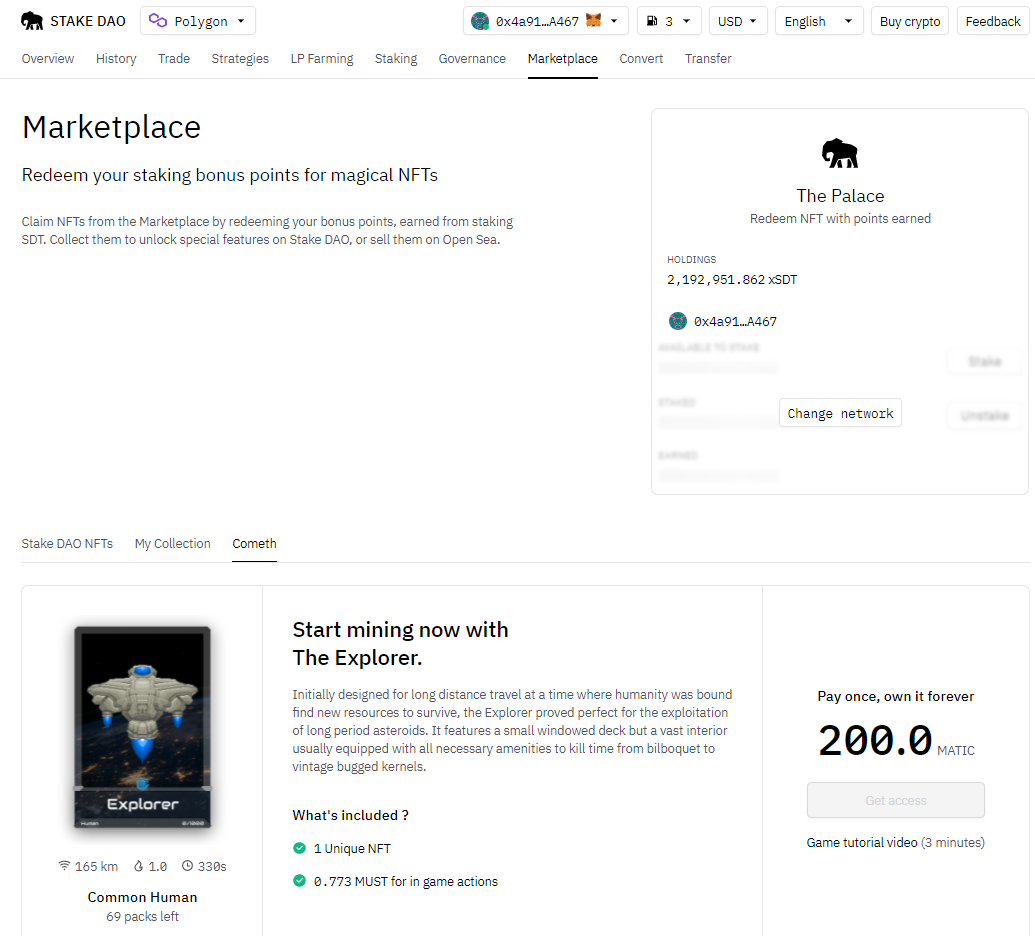 STAKE DAO Polygon 0x4a91…A467 3 USD English Buy crypto Feedback
Overview History Trade Strategies LP Farming Staking Governance Marketplace Convert Transfer
Marketplace
Redeem your staking bonus points for magical NFTs
Claim NFTs from the Marketplace by redeeming your bonus points, earned from staking
SDT. Collect them to unlock special features on Stake DAO, or sell them on Open Sea.
The Palace
Redeem NFT with points earned
HOLDINGS
2,192,951.862 xSDT
0x4a91…A467
AVAILABLE TO STAKE
Stake
STAKED
Change network
Unstake
EARNED
Stake DAO NFTs My Collection Cometh
Explorer
Human 0/1000
165 km 1.0 330s
Common Human
69 packs left
Start mining now with
The Explorer.
Initially designed for long distance travel at a time where humanity was bound
find new resources to survive, the Explorer proved perfect for the exploitation
of long period asteroids. It features a small windowed deck but a vast interior
usually equipped with all necessary amenities to kill time from bilboquet to
vintage bugged kernels.
What's included ?
1 Unique NFT
0.773 MUST for in game actions
Pay once, own it forever
200.0 MATIC
Get access
Game tutorial video (3 minutes)